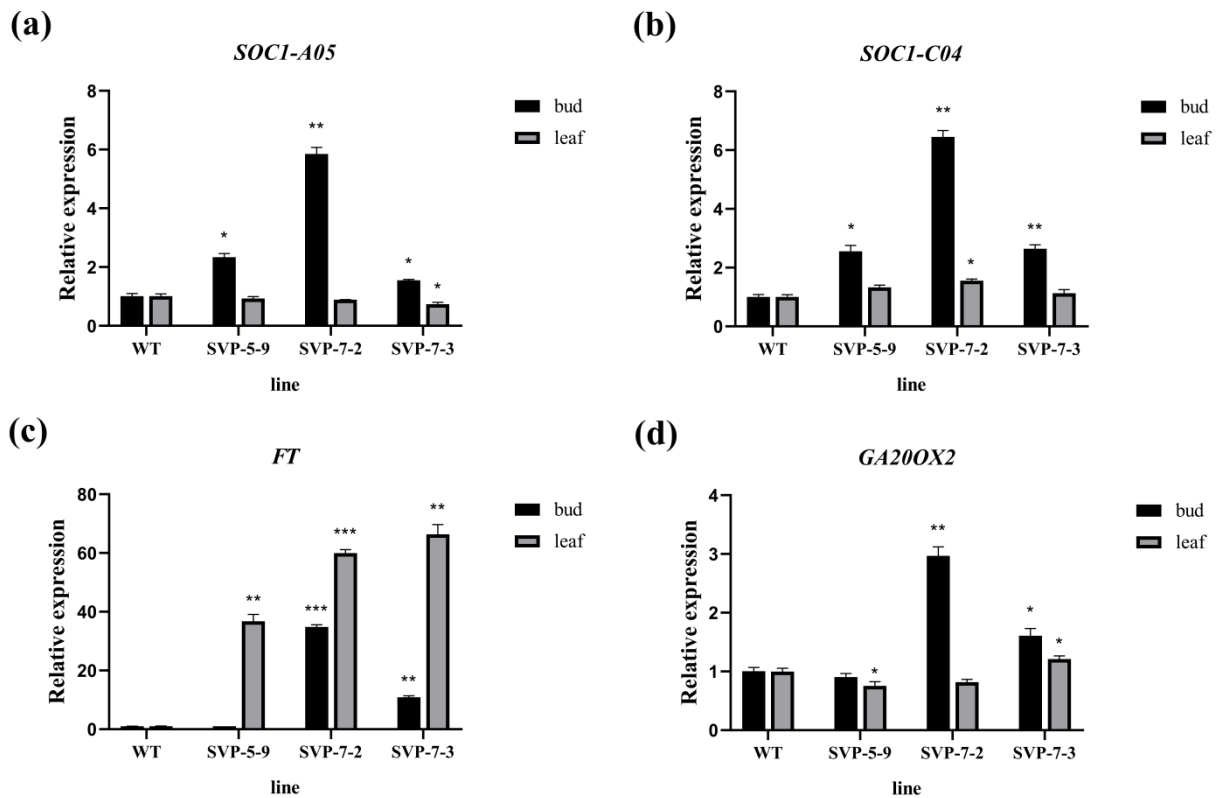 (a)
SOC1-A05
Relative expression
8
6
4
2
0
*
**
*
*
WT
SVP-5-9
SVP-7-2
SVP-7-3
line
bud
leaf
(b)
SOC1-C04
Relative expression
8
6
4
2
0
*
**
*
**
WT
SVP-5-9
SVP-7-2
SVP-7-3
line
bud
leaf
(c)
FT
Relative expression
80
60
40
20
0
**
***
***
**
**
WT
SVP-5-9
SVP-7-2
SVP-7-3
line
bud
leaf
(d)
GA20OX2
Relative expression
4
3
2
1
0
*
**
*
*
WT
SVP-5-9
SVP-7-2
SVP-7-3
line
bud
leaf